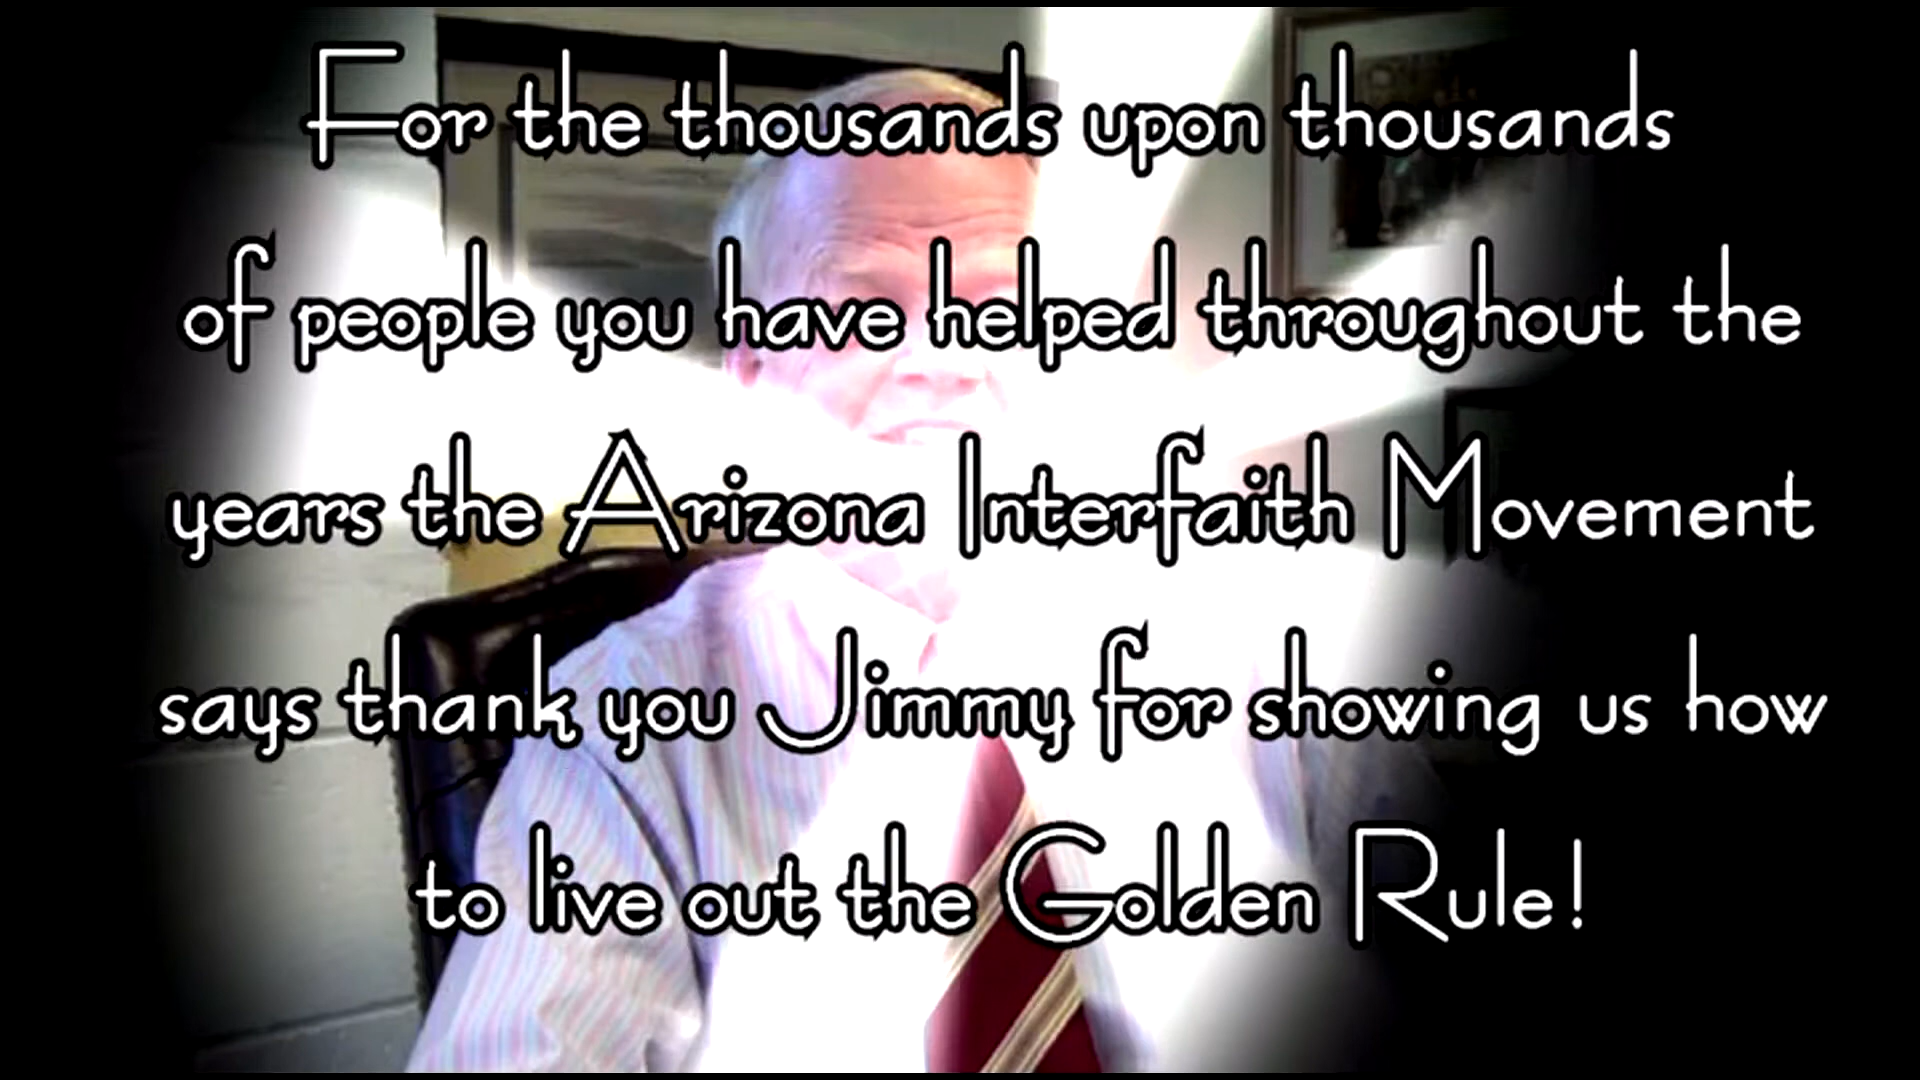 For the thousands upon thousands
of people you have helped throughout the
years the Arizona Interfaith Movement
says thank you Jimmy for showing us how
to live out the Golden Rule!